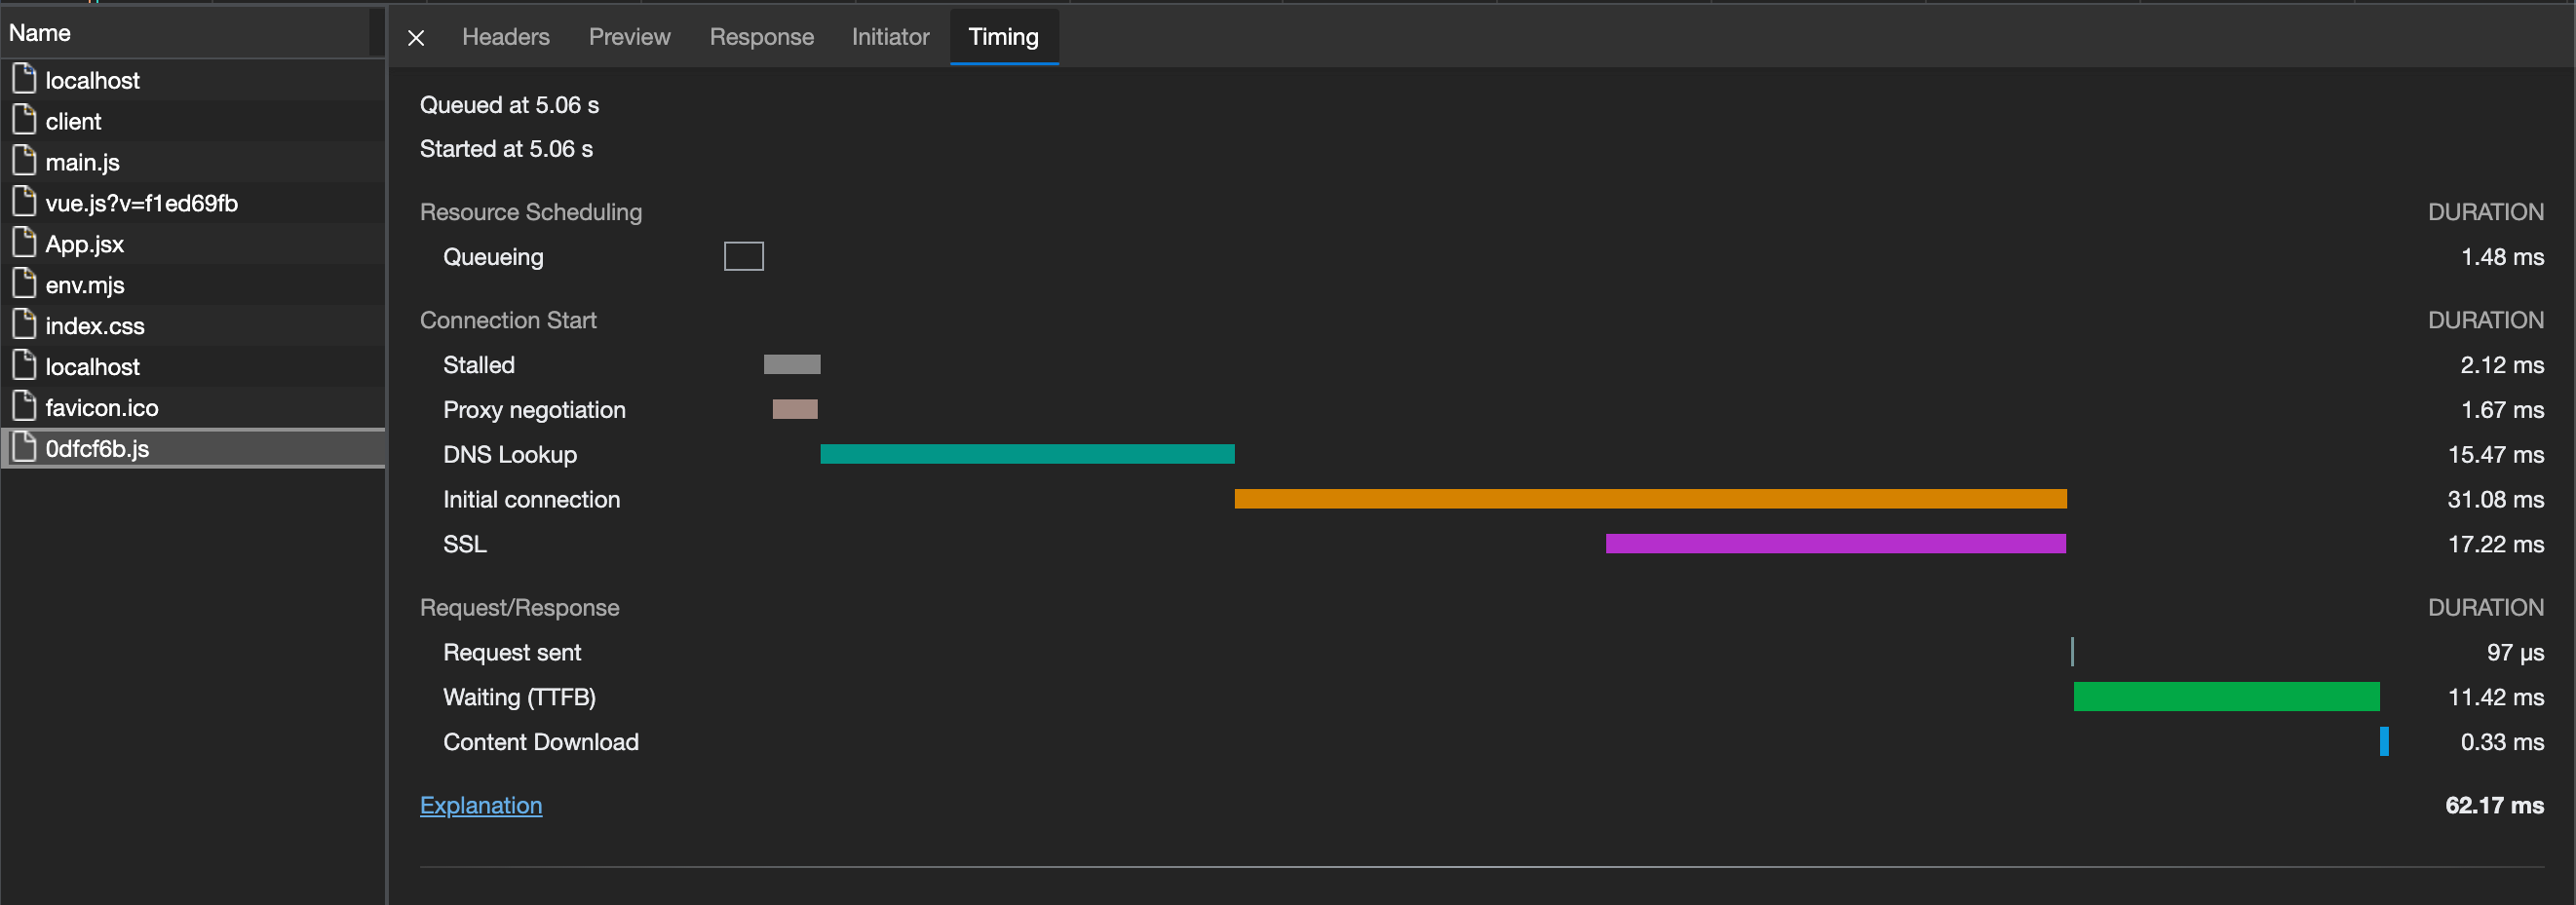 Name
localhost
client
main.js
vue.js?v=f1ed69fb
App.jsx
env.mjs
index.css
localhost
favicon.ico
0dfcf6b.js
Headers Preview Response Initiator Timing
Queued at 5.06 s
Started at 5.06 s
Resource Scheduling DURATION
Queueing 1.48 ms
Connection Start DURATION
Stalled 2.12 ms
Proxy negotiation 1.67 ms
DNS Lookup 15.47 ms
Initial connection 31.08 ms
SSL 17.22 ms
Request/Response DURATION
Request sent 97 μs
Waiting (TTFB) 11.42 ms
Content Download 0.33 ms
Explanation 62.17 ms